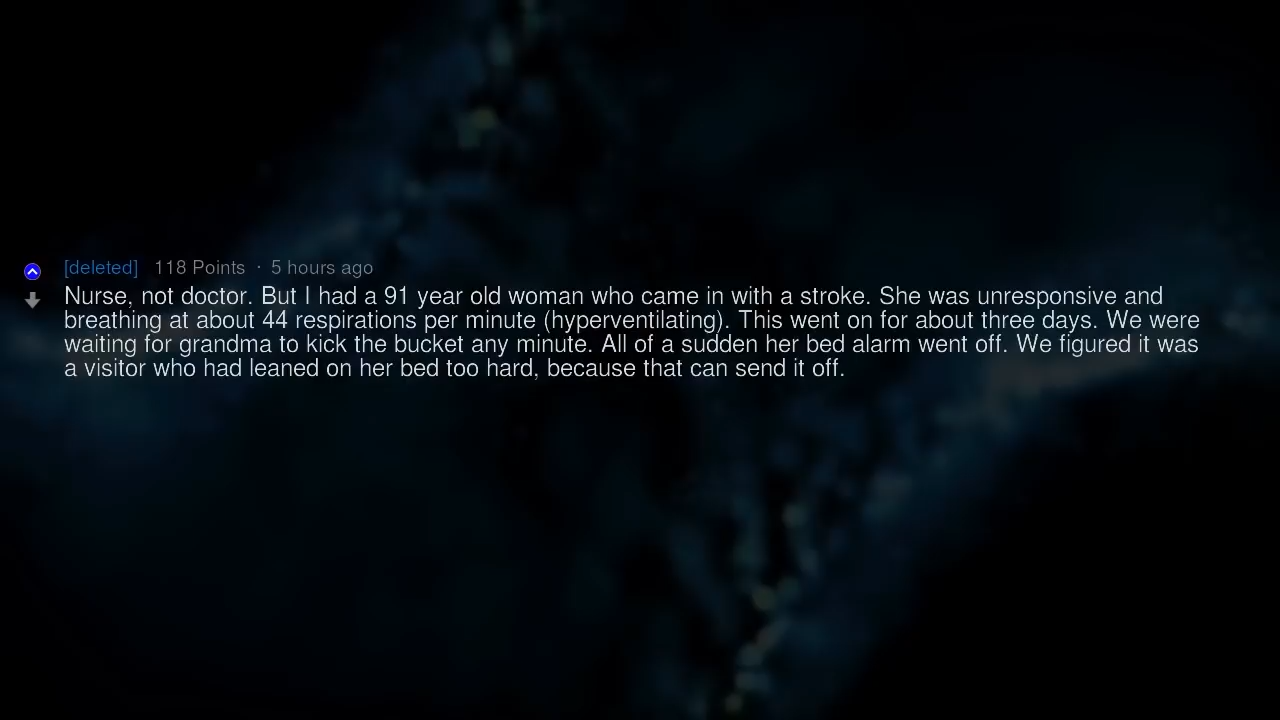 [deleted] 118 Points · 5 hours ago
Nurse, not doctor. But I had a 91 year old woman who came in with a stroke. She was unresponsive and
breathing at about 44 respirations per minute (hyperventilating). This went on for about three days. We were
waiting for grandma to kick the bucket any minute. All of a sudden her bed alarm went off. We figured it was
a visitor who had leaned on her bed too hard, because that can send it off.